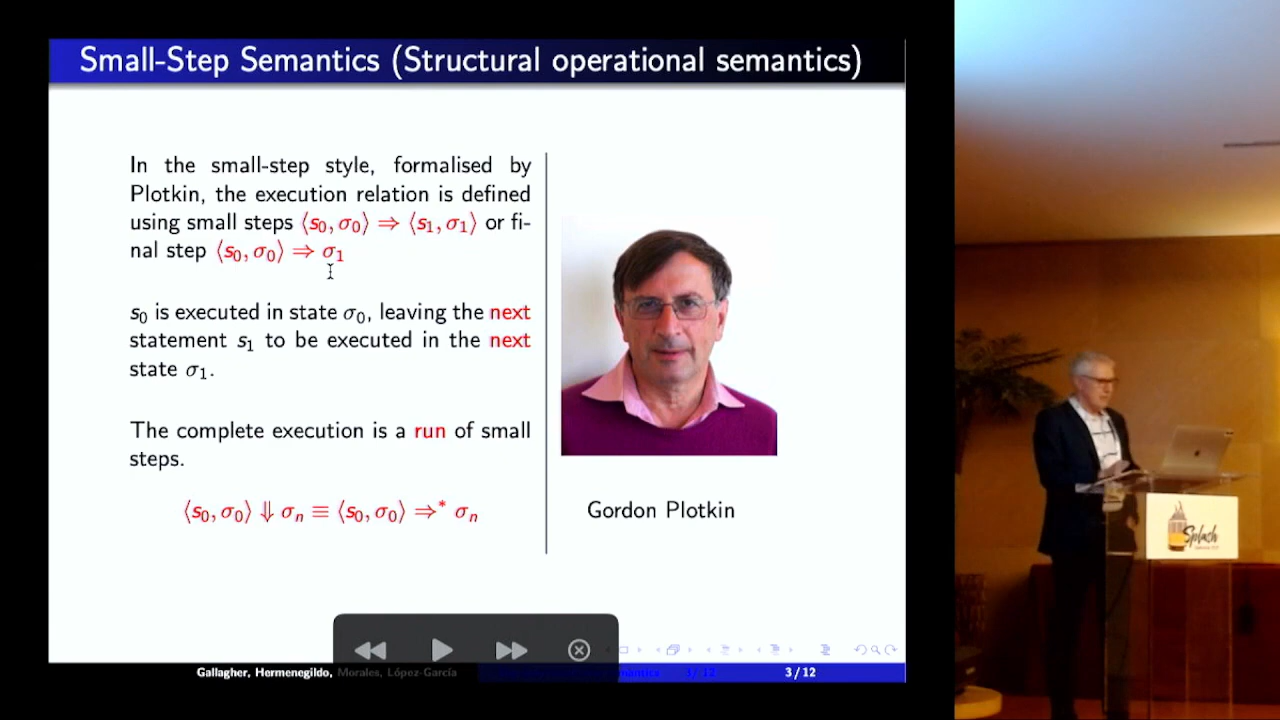 Small-Step Semantics (Structural operational semantics)
In the small-step style, formalised by
Plotkin, the execution relation is defined
using small steps ⟨s₀, σ₀⟩ ⇒ ⟨s₁, σ₁⟩ or fi-
nal step ⟨s₀, σ₀⟩ ⇒ σ₁
s₀ is executed in state σ₀, leaving the next
statement s₁ to be executed in the next
state σ₁.
The complete execution is a run of small
steps.
⟨s₀, σ₀⟩ ⇓ σₙ ≡ ⟨s₀, σ₀⟩ ⇒* σₙ
Gordon Plotkin
Gallagher, Hermenegildo, Morales, López-García
3/12
3/12
Splash